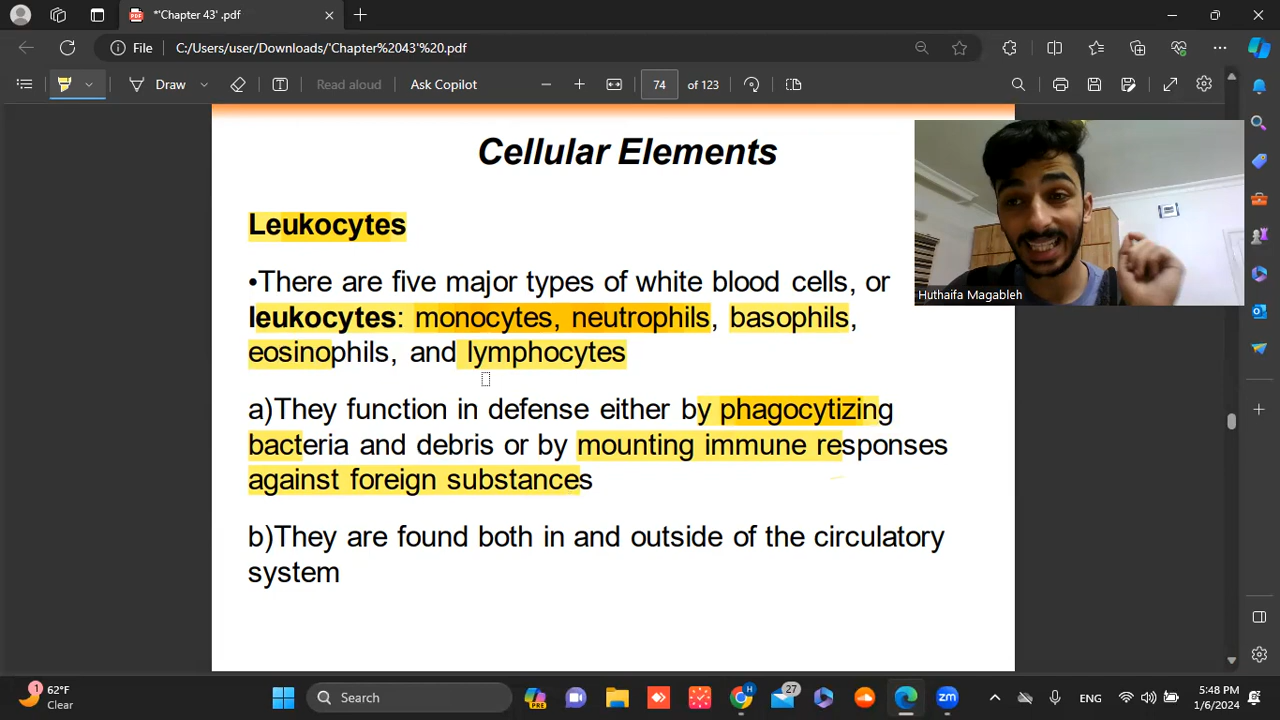 *'Chapter 43' .pdf
File
C:/Users/user/Downloads/'Chapter%2043'%20.pdf
Draw
Read aloud
Ask Copilot
74
of 123
Cellular Elements
Leukocytes
•There are five major types of white blood cells, or
leukocytes: monocytes, neutrophils, basophils,
eosinophils, and lymphocytes
a)They function in defense either by phagocytizing
bacteria and debris or by mounting immune responses
against foreign substances
b)They are found both in and outside of the circulatory
system
Huthaifa Magableh
1
62°F
Clear
Search
PRE
H
27
zm
ENG
5:48 PM
1/6/2024